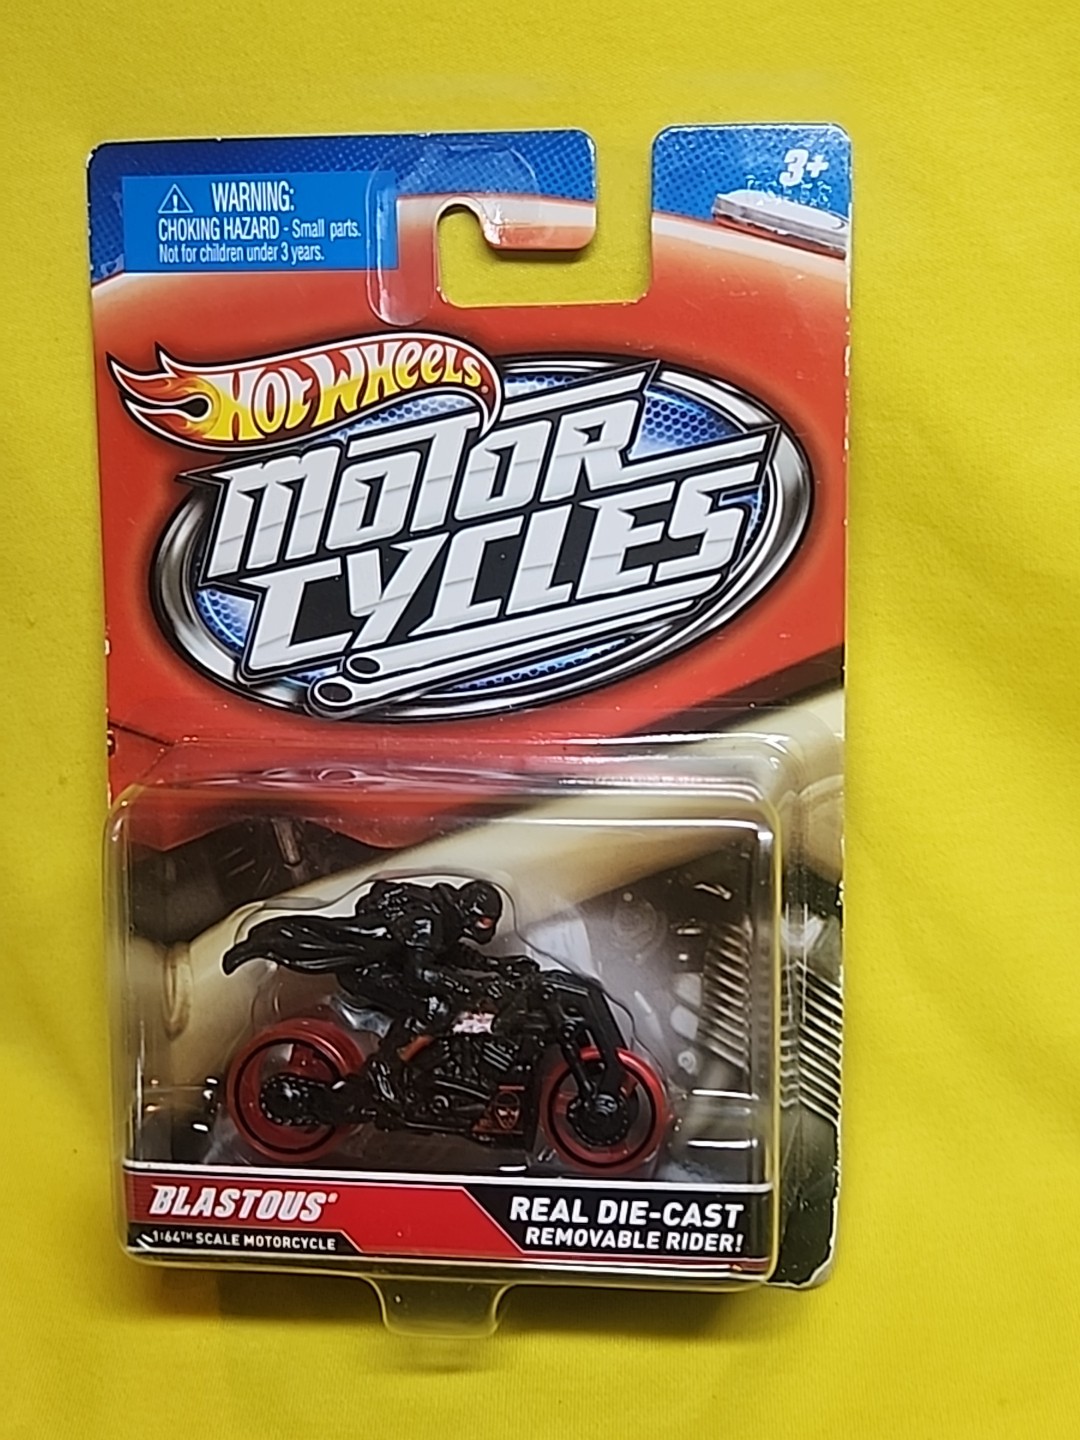 WARNING:
CHOKING HAZARD - Small parts.
Not for children under 3 years.
3+
HOT WHEELS
MOTOR
CYCLES
BLASTOUS®
1:64TH SCALE MOTORCYCLE
REAL DIE-CAST
REMOVABLE RIDER!